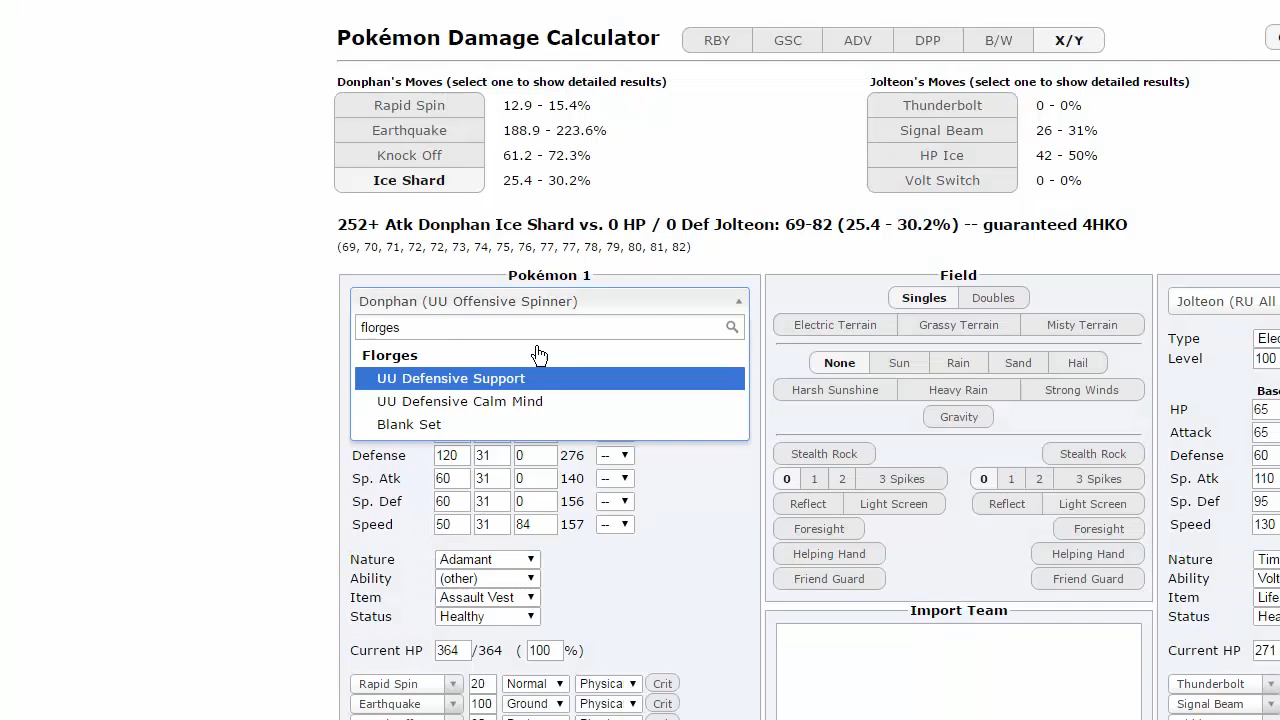 Pokémon Damage Calculator
RBY GSC ADV DPP B/W X/Y
Donphan's Moves (select one to show detailed results)
Rapid Spin 12.9 - 15.4%
Earthquake 188.9 - 223.6%
Knock Off 61.2 - 72.3%
Ice Shard 25.4 - 30.2%
Jolteon's Moves (select one to show detailed results)
Thunderbolt 0 - 0%
Signal Beam 26 - 31%
HP Ice 42 - 50%
Volt Switch 0 - 0%
252+ Atk Donphan Ice Shard vs. 0 HP / 0 Def Jolteon: 69-82 (25.4 - 30.2%) -- guaranteed 4HKO
(69, 70, 71, 72, 72, 73, 74, 75, 76, 77, 77, 78, 79, 80, 81, 82)
Pokémon 1
Donphan (UU Offensive Spinner)
florges
Florges
UU Defensive Support
UU Defensive Calm Mind
Blank Set
Defense 120 31 0 276 --
Sp. Atk 60 31 0 140 --
Sp. Def 60 31 0 156 --
Speed 50 31 84 157 --
Nature Adamant
Ability (other)
Item Assault Vest
Status Healthy
Current HP 364 /364 ( 100 %)
Rapid Spin 20 Normal Physica Crit
Earthquake 100 Ground Physica Crit
Field
Singles Doubles
Electric Terrain Grassy Terrain Misty Terrain
None Sun Rain Sand Hail
Harsh Sunshine Heavy Rain Strong Winds
Gravity
Stealth Rock Stealth Rock
0 1 2 3 Spikes 0 1 2 3 Spikes
Reflect Light Screen Reflect Light Screen
Foresight Foresight
Helping Hand Helping Hand
Friend Guard Friend Guard
Import Team
Jolteon (RU All
Type Elec
Level 100
Base
HP 65
Attack 65
Defense 60
Sp. Atk 110
Sp. Def 95
Speed 130
Nature Tim
Ability Volt
Item Life
Status Hea
Current HP 271
Thunderbolt
Signal Beam